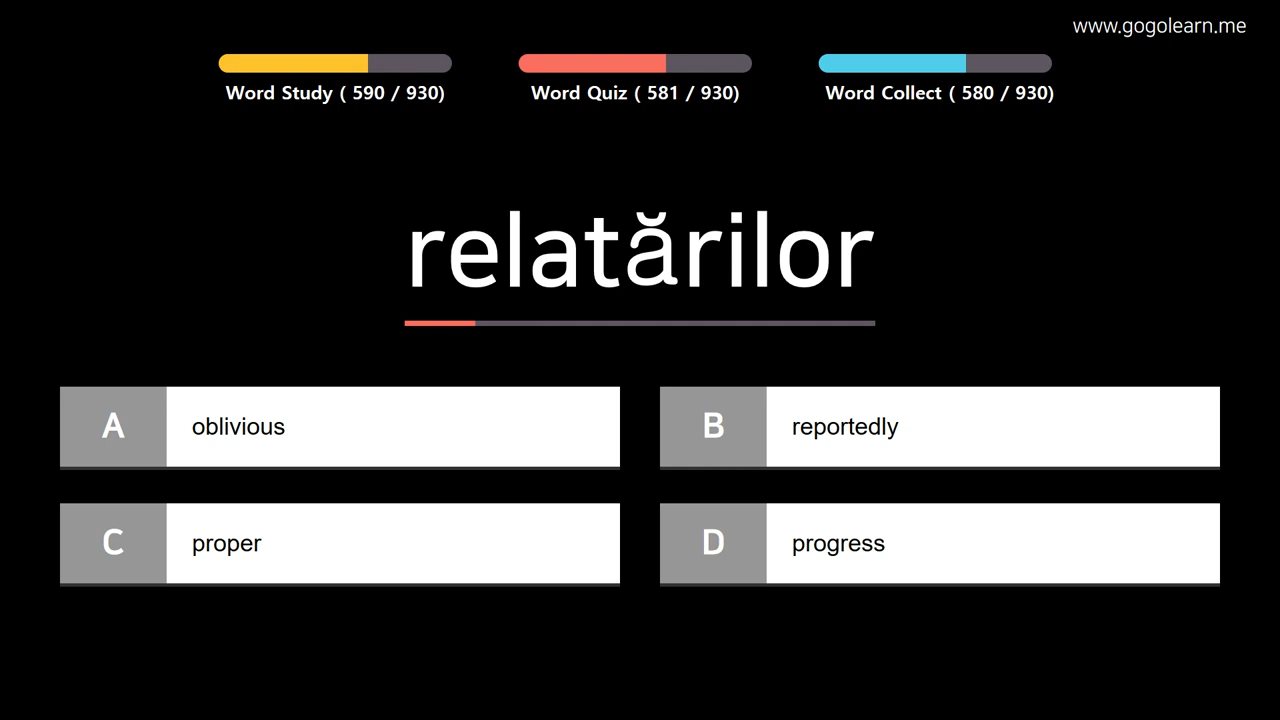 www.gogolearn.me
Word Study ( 590 / 930)
Word Quiz ( 581 / 930)
Word Collect ( 580 / 930)
relatărilor
A oblivious
B reportedly
C proper
D progress